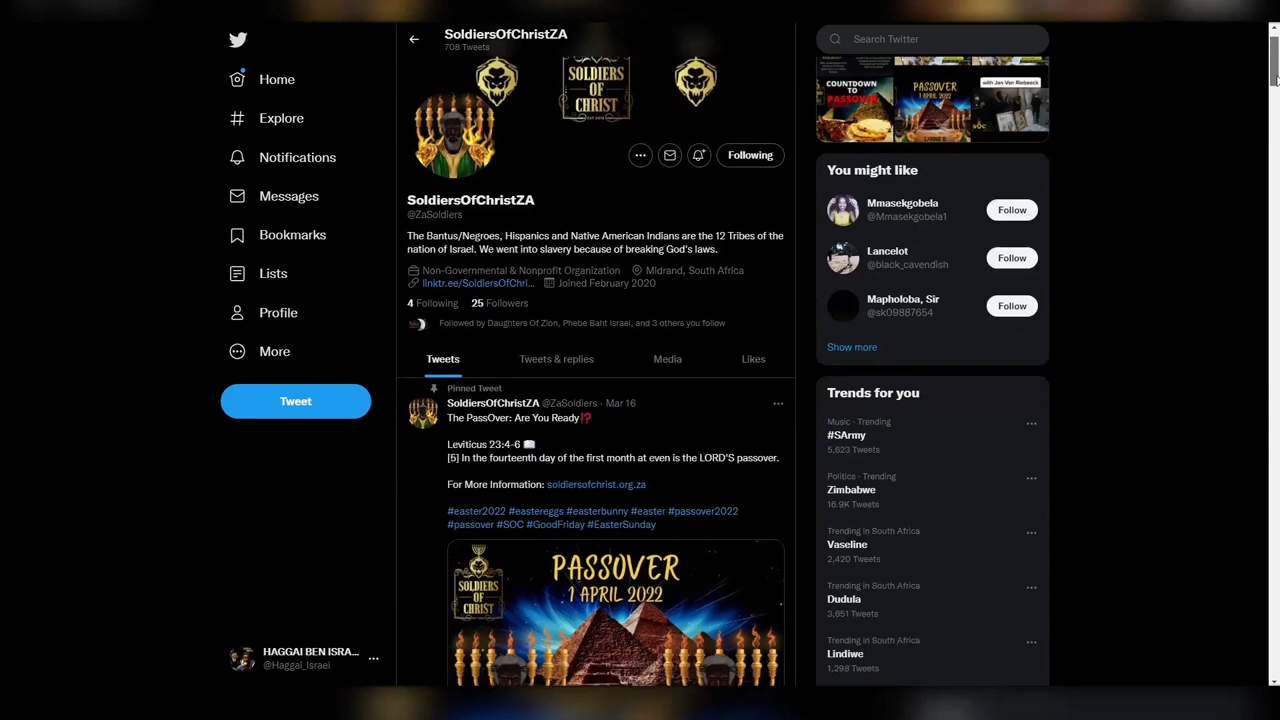 SoldiersOfChristZA
708 Tweets
SOLDIERS
OF
CHRIST
Following
SoldiersOfChristZA
@ZaSoldiers
The Bantus/Negroes, Hispanics and Native American Indians are the 12 Tribes of the
nation of Israel. We went into slavery because of breaking God's laws.
Non-Governmental & Nonprofit Organization Midrand, South Africa
linktr.ee/SoldiersOfChri... Joined February 2020
4 Following 25 Followers
Followed by Daughters Of Zion, Phebe Baht Israel, and 3 others you follow
Tweets Tweets & replies Media Likes
Pinned Tweet
SoldiersOfChristZA @ZaSoldiers · Mar 16
The PassOver: Are You Ready⁉️
Leviticus 23:4-6 📖
[5] In the fourteenth day of the first month at even is the LORD'S passover.
For More Information: soldiersofchrist.org.za
#easter2022 #eastereggs #easterbunny #easter #passover2022
#passover #SOC #GoodFriday #EasterSunday
SOLDIERS
OF
CHRIST
PASSOVER
1 APRIL 2022
Home
Explore
Notifications
Messages
Bookmarks
Lists
Profile
More
Tweet
HAGGAI BEN ISRA...
@Haggai_Israel
Search Twitter
COUNTDOWN
TO
PASSOVER
PASSOVER
1 APRIL 2022
with Jan Van Riebeeck
You might like
Mmasekgobela
@Mmasekgobela1
Follow
Lancelot
@black_cavendish
Follow
Mapholoba, Sir
@sk09887654
Follow
Show more
Trends for you
Music · Trending
#SArmy
5,623 Tweets
Politics · Trending
Zimbabwe
16.9K Tweets
Trending in South Africa
Vaseline
2,420 Tweets
Trending in South Africa
Dudula
3,651 Tweets
Trending in South Africa
Lindiwe
1,298 Tweets